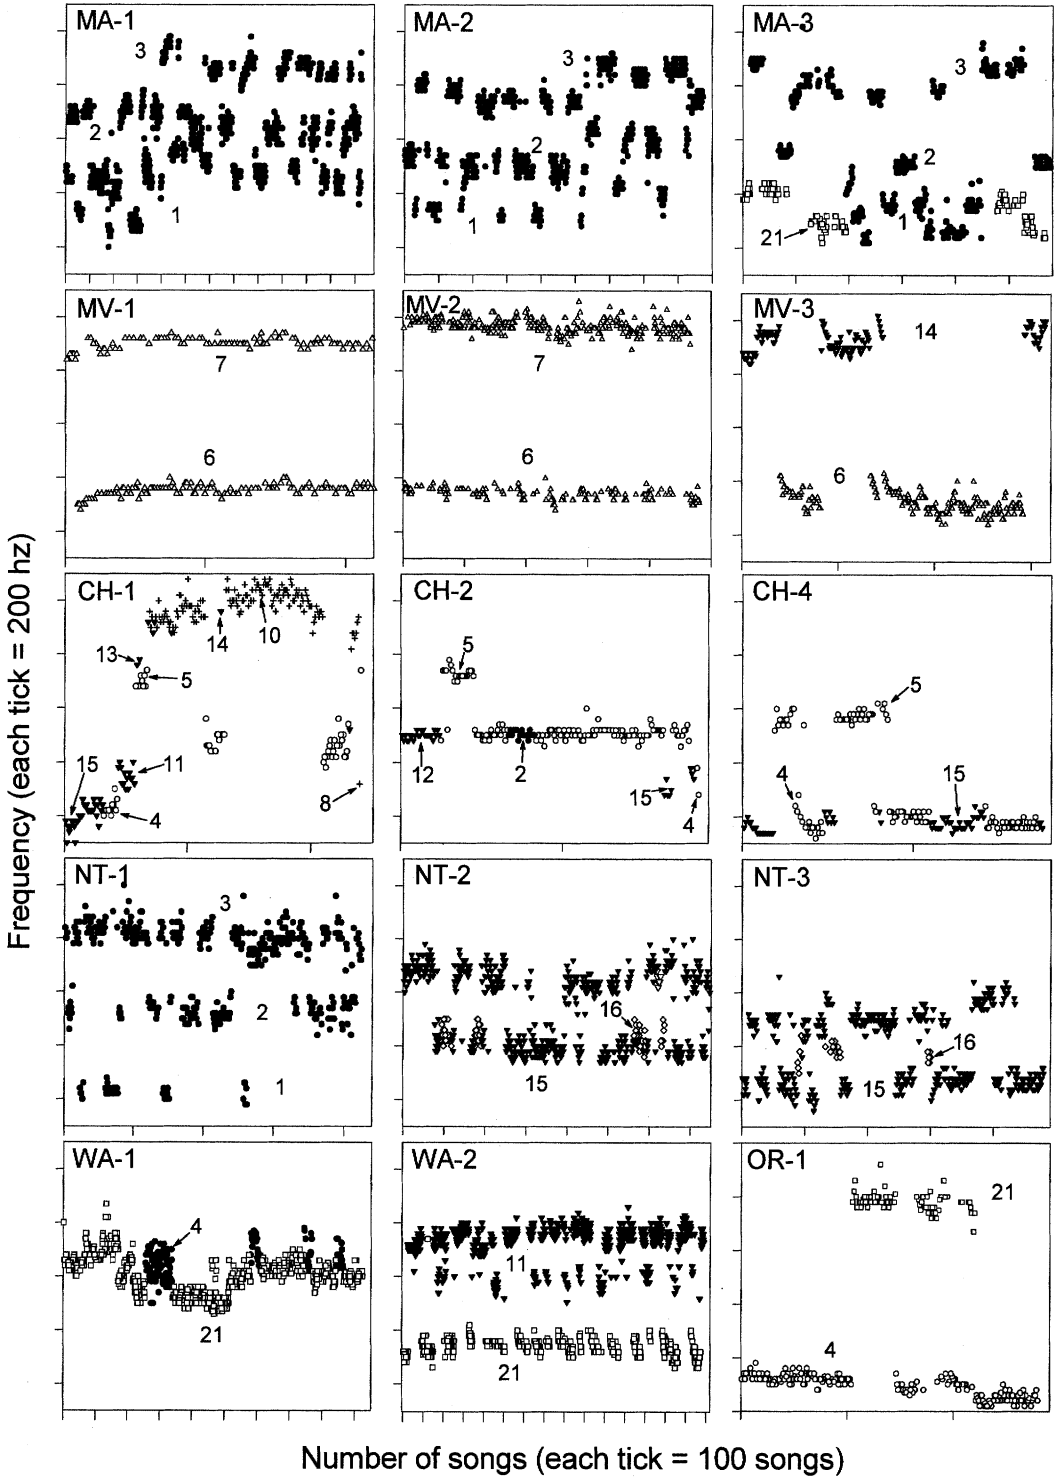 Frequency (each tick = 200 hz)
MA-1
3
2
1
MA-2
3
2
1
MA-3
3
2
21
1
MV-1
7
6
MV-2
7
6
MV-3
14
6
CH-1
10
14
13
5
15
11
4
8
CH-2
5
12
2
15
4
CH-4
5
4
15
NT-1
3
2
1
NT-2
16
15
NT-3
16
15
WA-1
4
21
WA-2
11
21
OR-1
21
4
Number of songs (each tick = 100 songs)